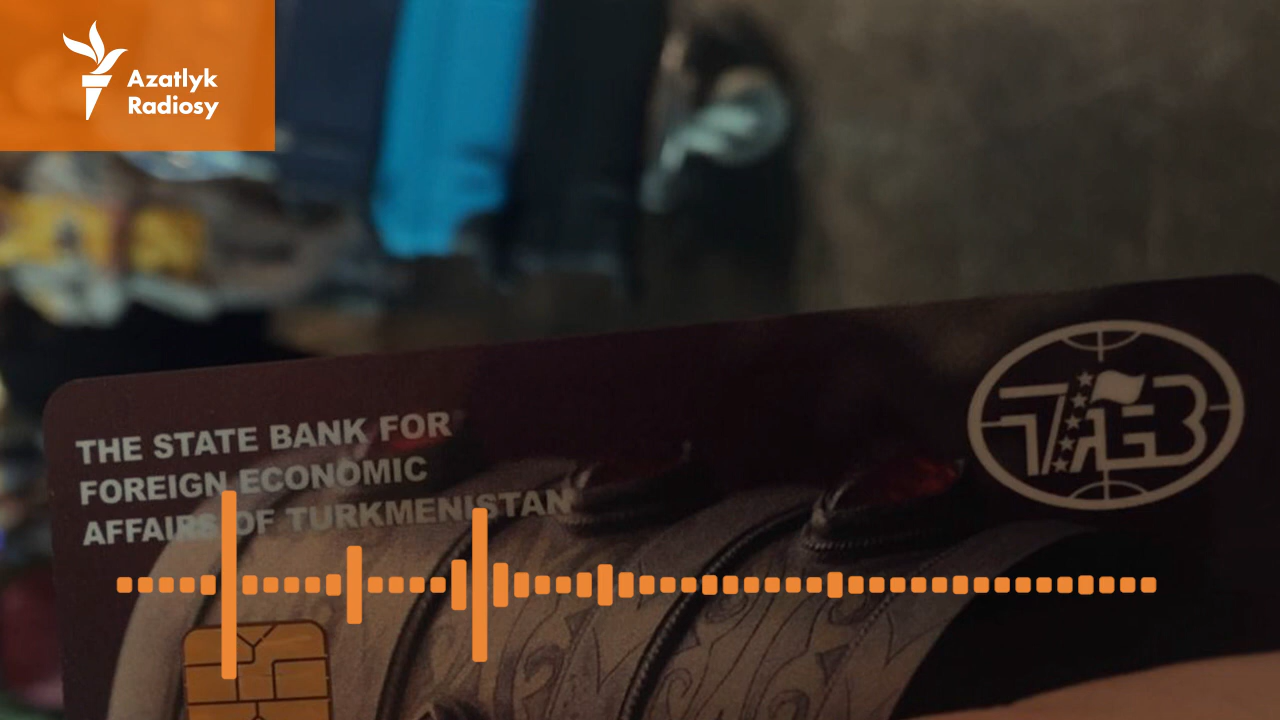 Azatlyk
Radiosy
THE STATE BANK FOR
FOREIGN ECONOMIC
AFFAIRS OF TURKMENISTAN